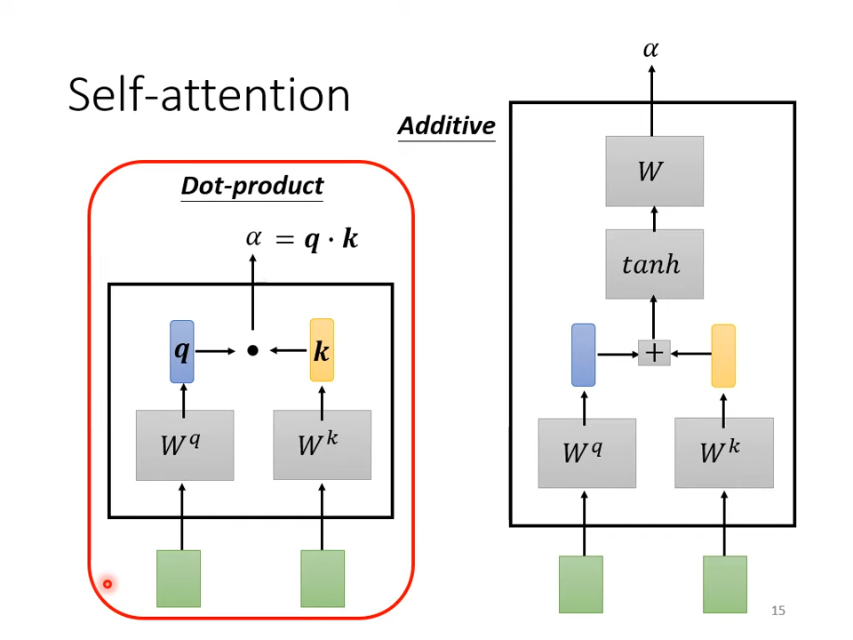 Self-attention
Dot-product
α = q · k
q
k
W^q
W^k
Additive
α
W
tanh
+
W^q
W^k
15